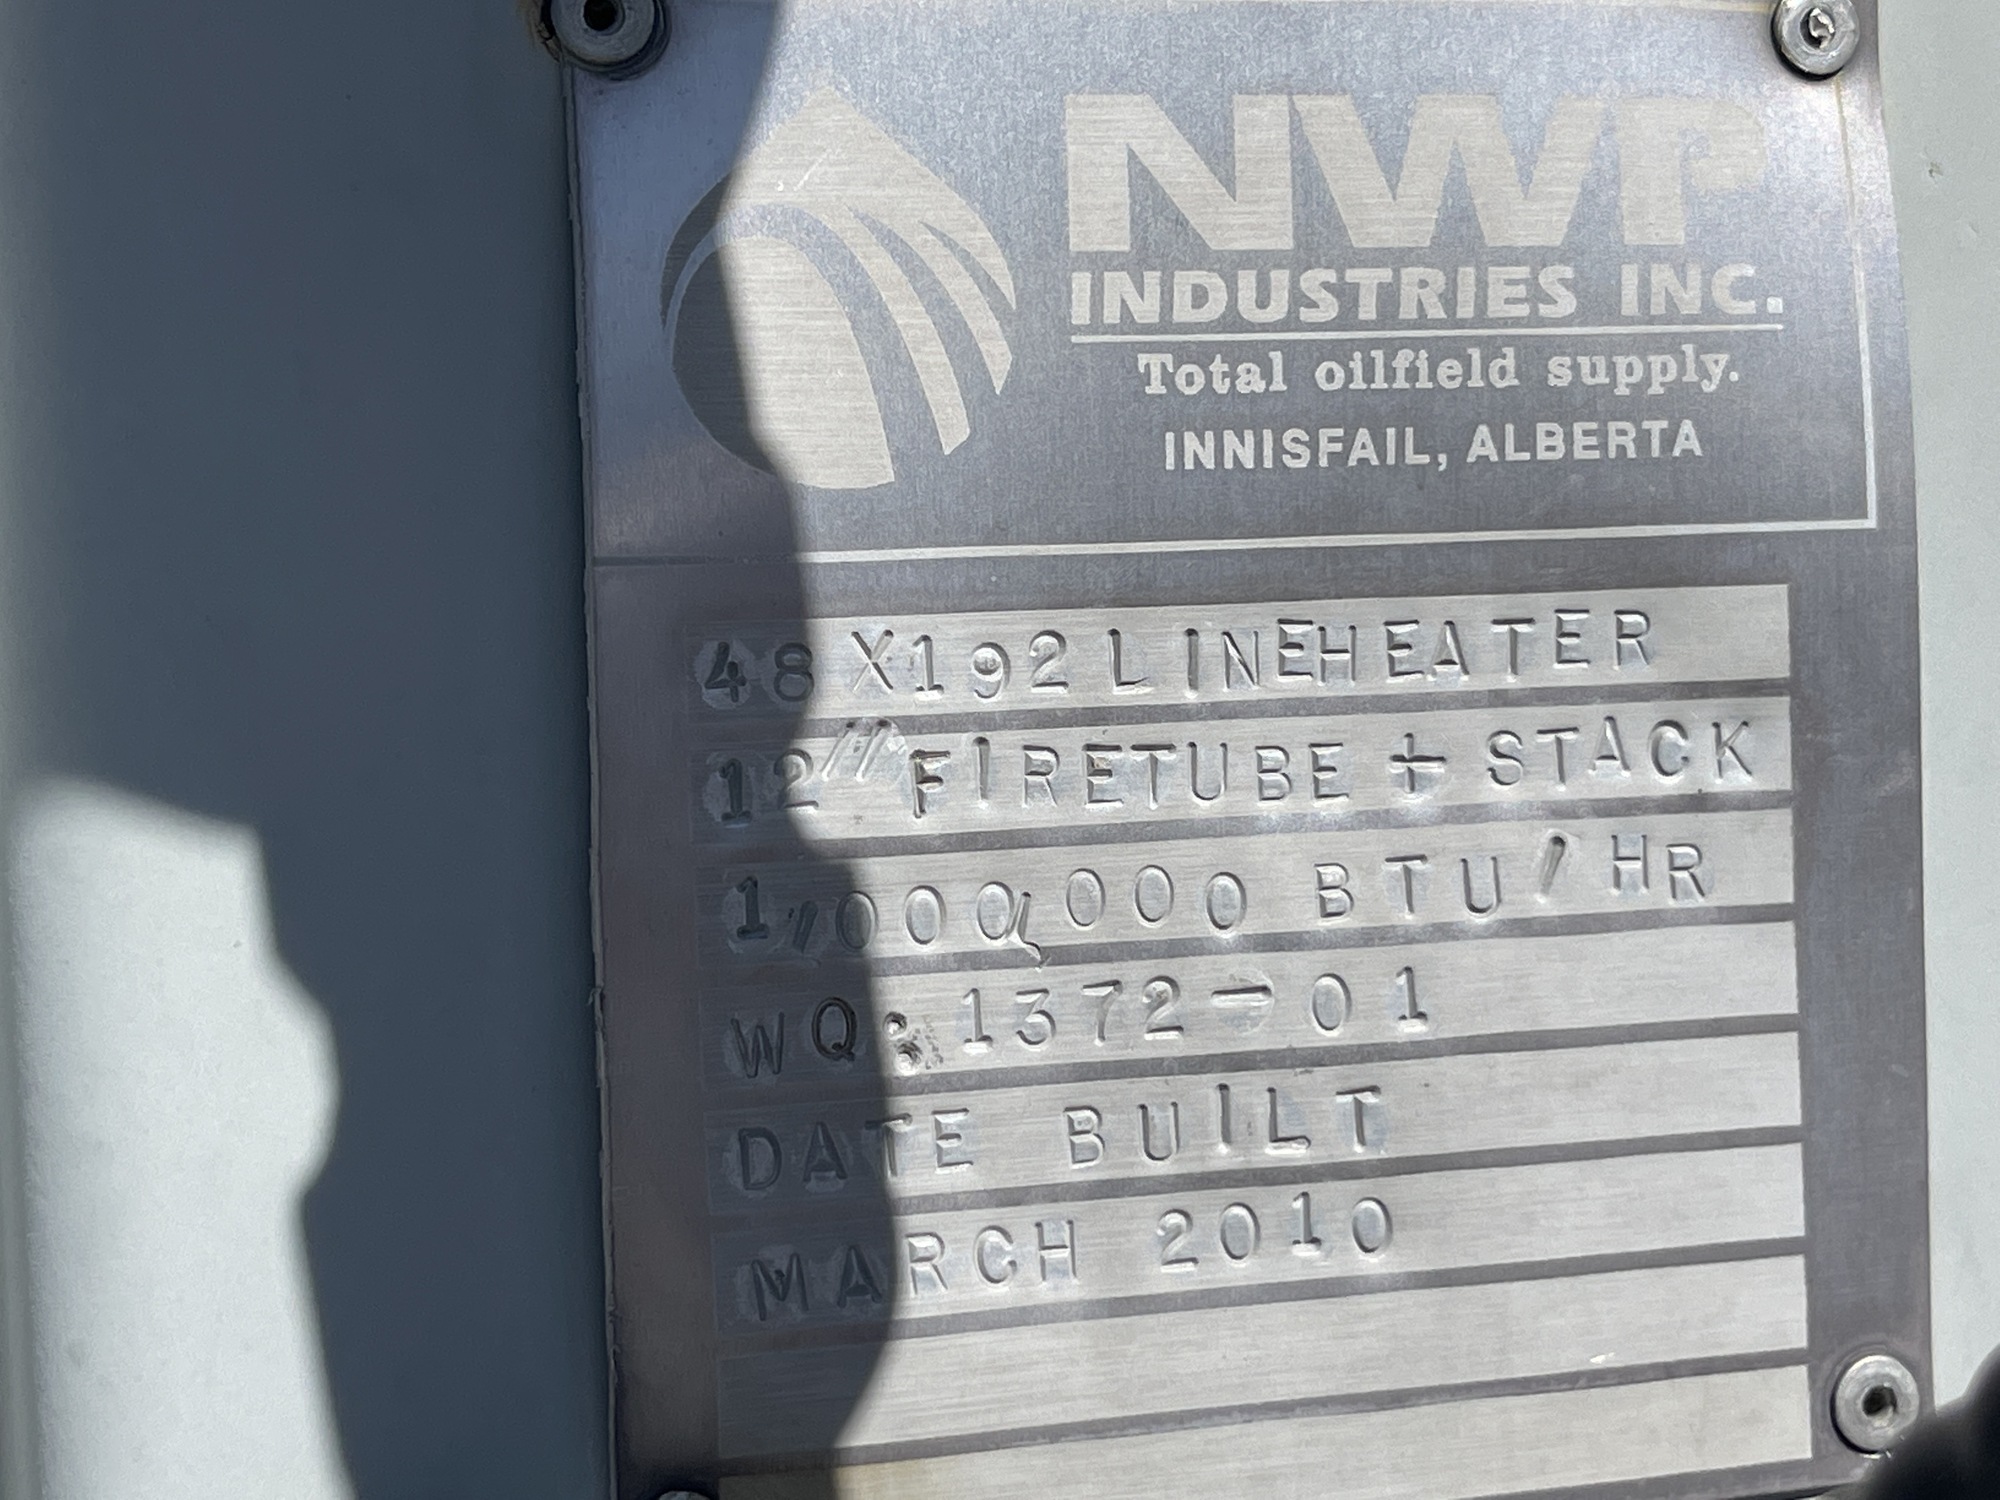 NWP
INDUSTRIES INC.
Total oilfield supply.
INNISFAIL, ALBERTA
48 X192 LINEHEATER
12" FIRETUBE + STACK
1,000,000 BTU/HR
WQ: 1372-01
DATE BUILT
MARCH 2010